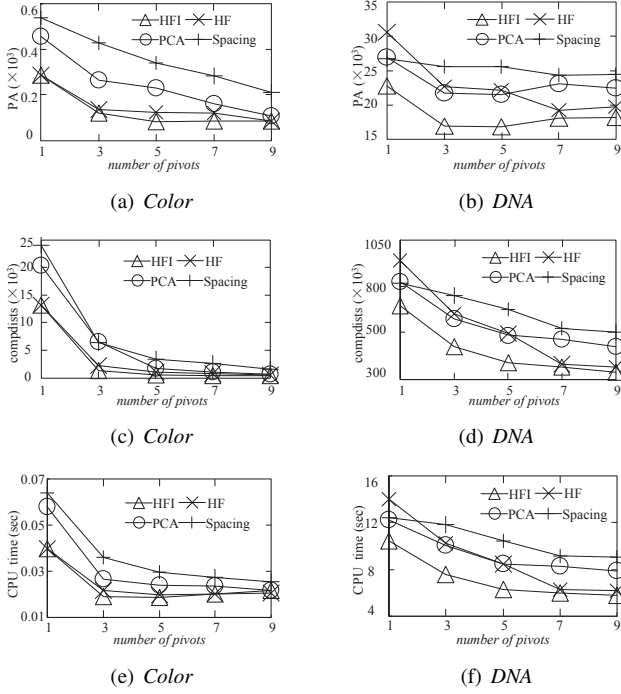 0.6
0.4
0.2
0
PA (×10³)
HFI HF
PCA Spacing
1 3 5 7 9
number of pivots
(a) Color
35
30
25
20
15
PA (×10³)
HFI HF
PCA Spacing
1 3 5 7 9
number of pivots
(b) DNA
25
20
15
10
5
0
compdists (×10³)
HFI HF
PCA Spacing
1 3 5 7 9
number of pivots
(c) Color
1050
800
500
300
compdists (×10³)
HFI HF
PCA Spacing
1 3 5 7 9
number of pivots
(d) DNA
0.07
0.05
0.03
0.01
CPU time (sec)
HFI HF
PCA Spacing
1 3 5 7 9
number of pivots
(e) Color
16
12
8
4
CPU time (sec)
HFI HF
PCA Spacing
1 3 5 7 9
number of pivots
(f) DNA